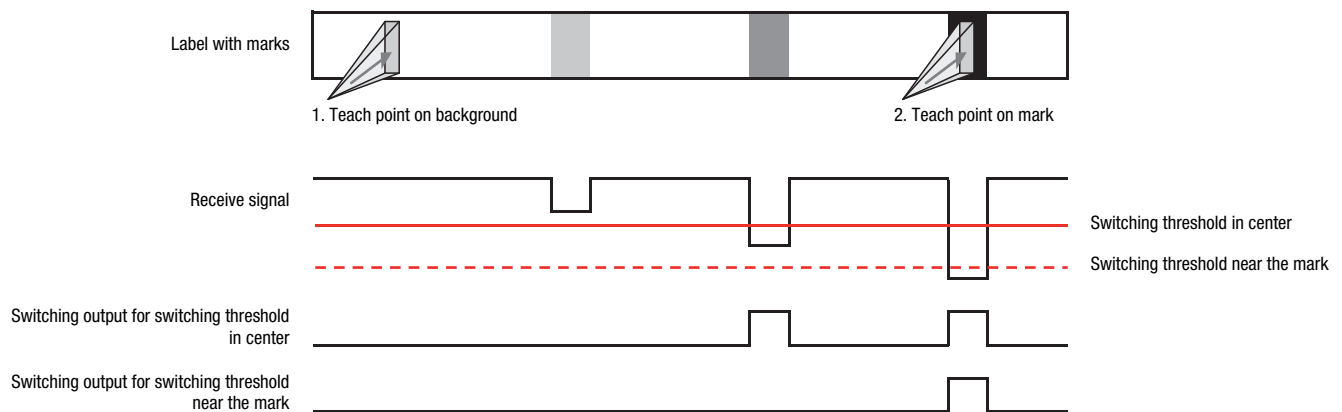 Label with marks
1. Teach point on background
2. Teach point on mark
Receive signal
Switching threshold in center
Switching threshold near the mark
Switching output for switching threshold
in center
Switching output for switching threshold
near the mark